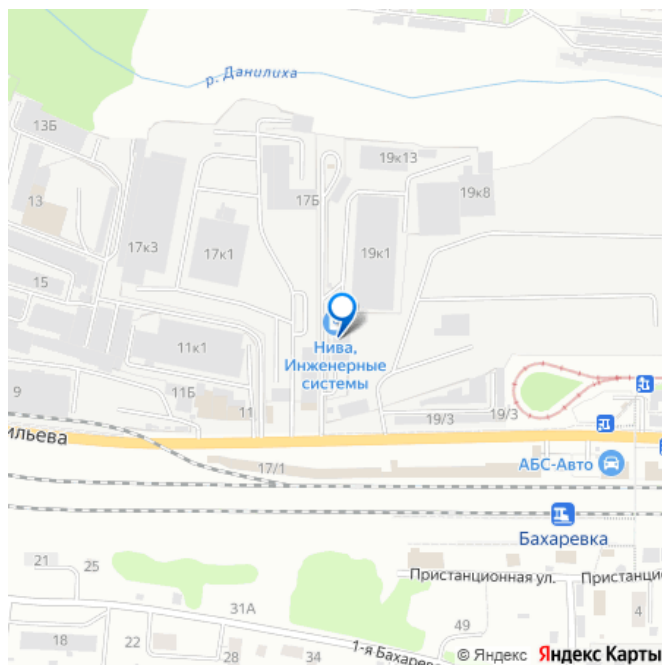 р. Данилиха
13Б
19к13
17Б
19к8
13
17к3
17к1
19к1
15
Нива,
Инженерные
системы
11к1
9
11Б
11
19/3
19/3
ильева
17/1
АБС-Авто
Бахаревка
21
25
Пристанционная ул.
Пристанцио
31А
49
4
18
22
28
34
1-я Бахарев
© Яндекс Яндекс Карты